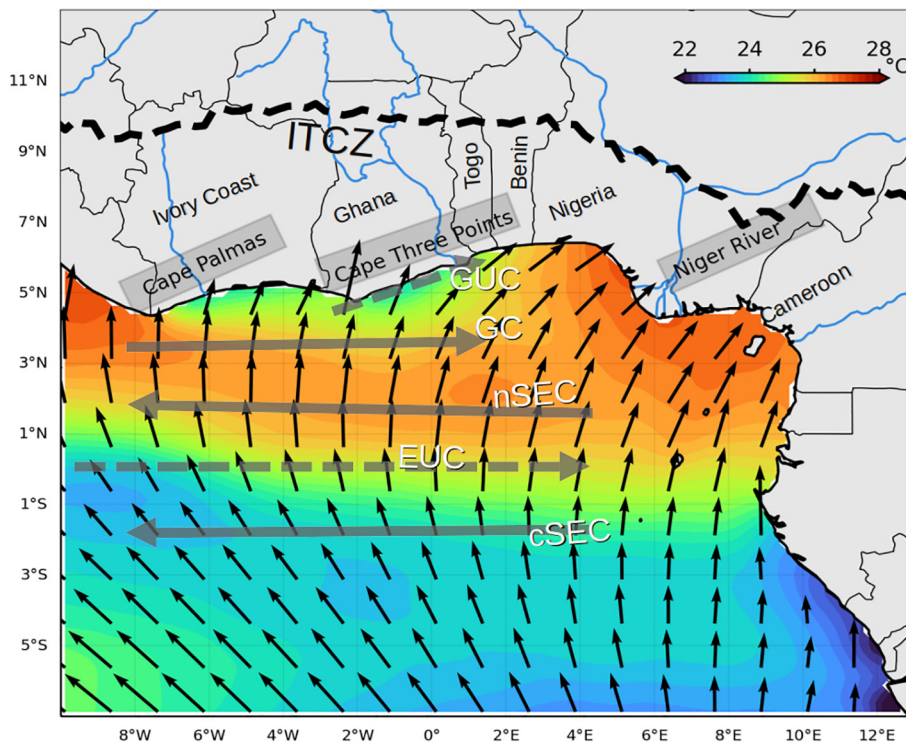 22 24 26 28
°C
11°N
9°N
7°N
5°N
3°N
1°N
1°S
3°S
5°S
ITCZ
Togo
Benin
Ivory Coast
Ghana
Nigeria
Cape Palmas
Cape Three Points
Niger River
Cameroon
GUC
GC
nSEC
EUC
cSEC
8°W 6°W 4°W 2°W 0° 2°E 4°E 6°E 8°E 10°E 12°E